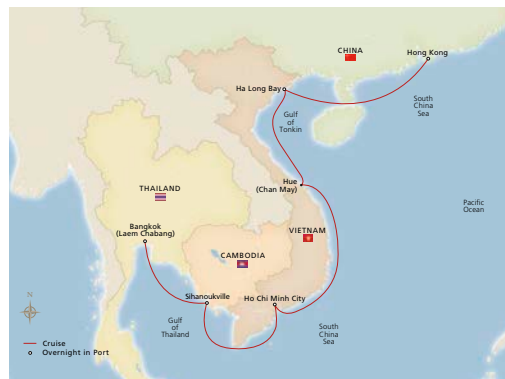 CHINA
Hong Kong
Ha Long Bay
South
China
Sea
Gulf
of
Tonkin
Hue
(Chan May)
THAILAND
Pacific
Ocean
Bangkok
(Laem Chabang)
VIETNAM
CAMBODIA
Sihanoukville
Ho Chi Minh City
N
Gulf
of
Thailand
South
China
Sea
Cruise
Overnight in Port